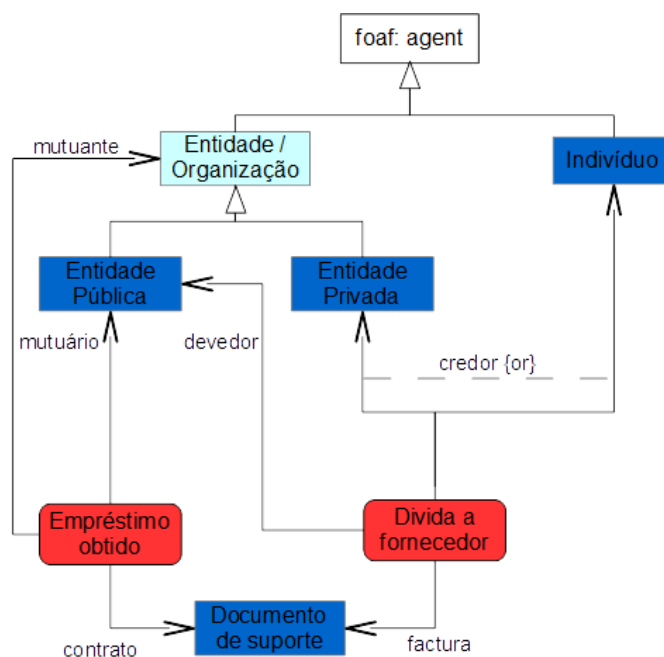 foaf: agent
mutuante
Entidade /
Organização
Indivíduo
Entidade
Pública
Entidade
Privada
mutuário
devedor
credor {or}
Empréstimo
obtido
Divida a
fornecedor
Documento
de suporte
contrato
factura